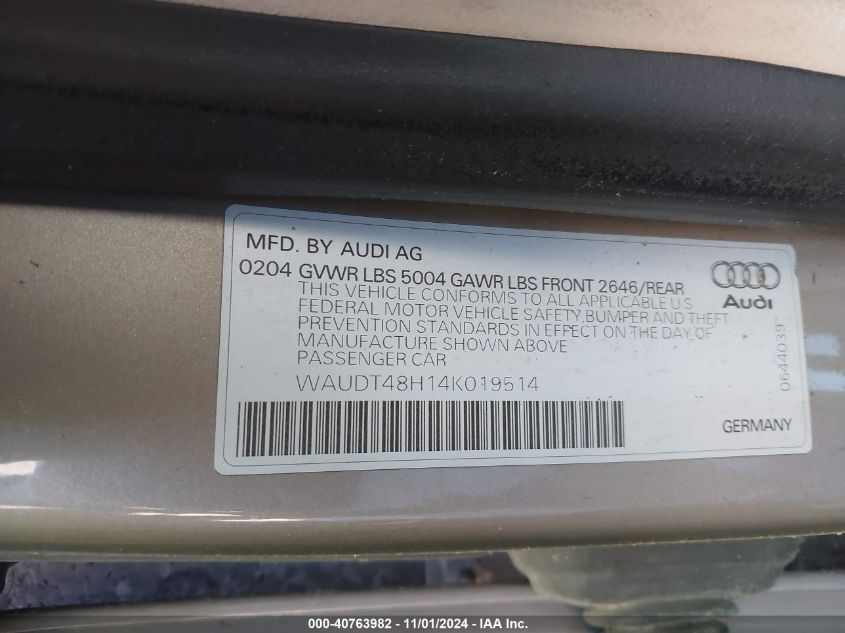 MFD. BY AUDI AG
0204 GVWR LBS 5004 GAWR LBS FRONT 2646/REAR
THIS VEHICLE CONFORMS TO ALL APPLICABLE U S
FEDERAL MOTOR VEHICLE SAFETY, BUMPER AND THEFT
PREVENTION STANDARDS IN EFFECT ON THE DAY OF
MANUFACTURE SHOWN ABOVE
PASSENGER CAR
WAUDT48H14K019514
Audi
0644039
GERMANY
000-40763982 - 11/01/2024 - IAA Inc.